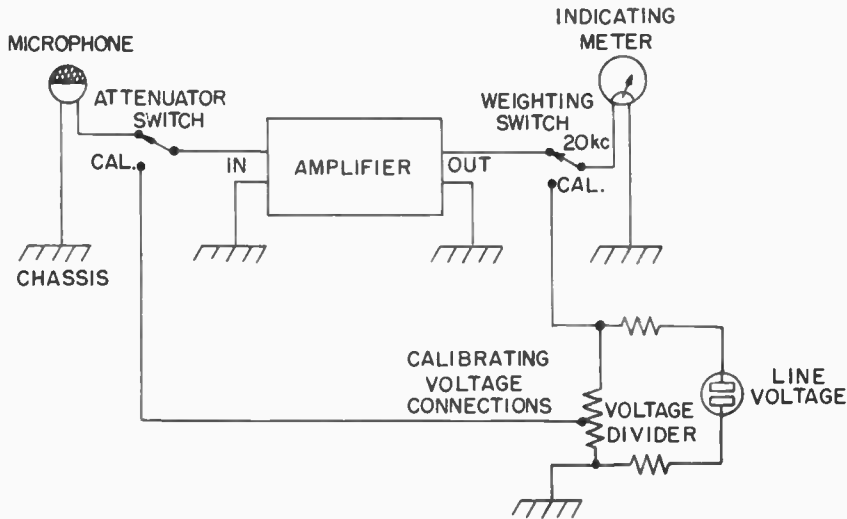 INDICATING
METER
MICROPHONE
ATTENUATOR
SWITCH
WEIGHTING
SWITCH
20kc
CAL.
IN
AMPLIFIER
OUT
CAL.
CHASSIS
CALIBRATING
VOLTAGE
CONNECTIONS
VOLTAGE
DIVIDER
LINE
VOLTAGE